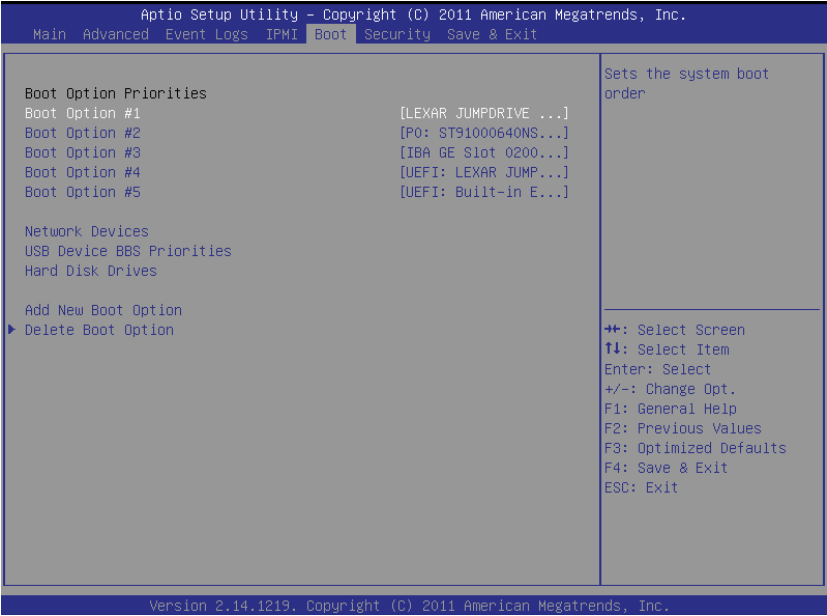 Aptio Setup Utility – Copyright (C) 2011 American Megatrends, Inc.
Main Advanced Event Logs IPMI Boot Security Save & Exit
Boot Option Priorities
Boot Option #1 [LEXAR JUMPDRIVE ...]
Boot Option #2 [P0: ST91000640NS...]
Boot Option #3 [IBA GE Slot 0200...]
Boot Option #4 [UEFI: LEXAR JUMP...]
Boot Option #5 [UEFI: Built-in E...]
Network Devices
USB Device BBS Priorities
Hard Disk Drives
Add New Boot Option
Delete Boot Option
Sets the system boot
order
→←: Select Screen
↑↓: Select Item
Enter: Select
+/-: Change Opt.
F1: General Help
F2: Previous Values
F3: Optimized Defaults
F4: Save & Exit
ESC: Exit
Version 2.14.1219. Copyright (C) 2011 American Megatrends, Inc.